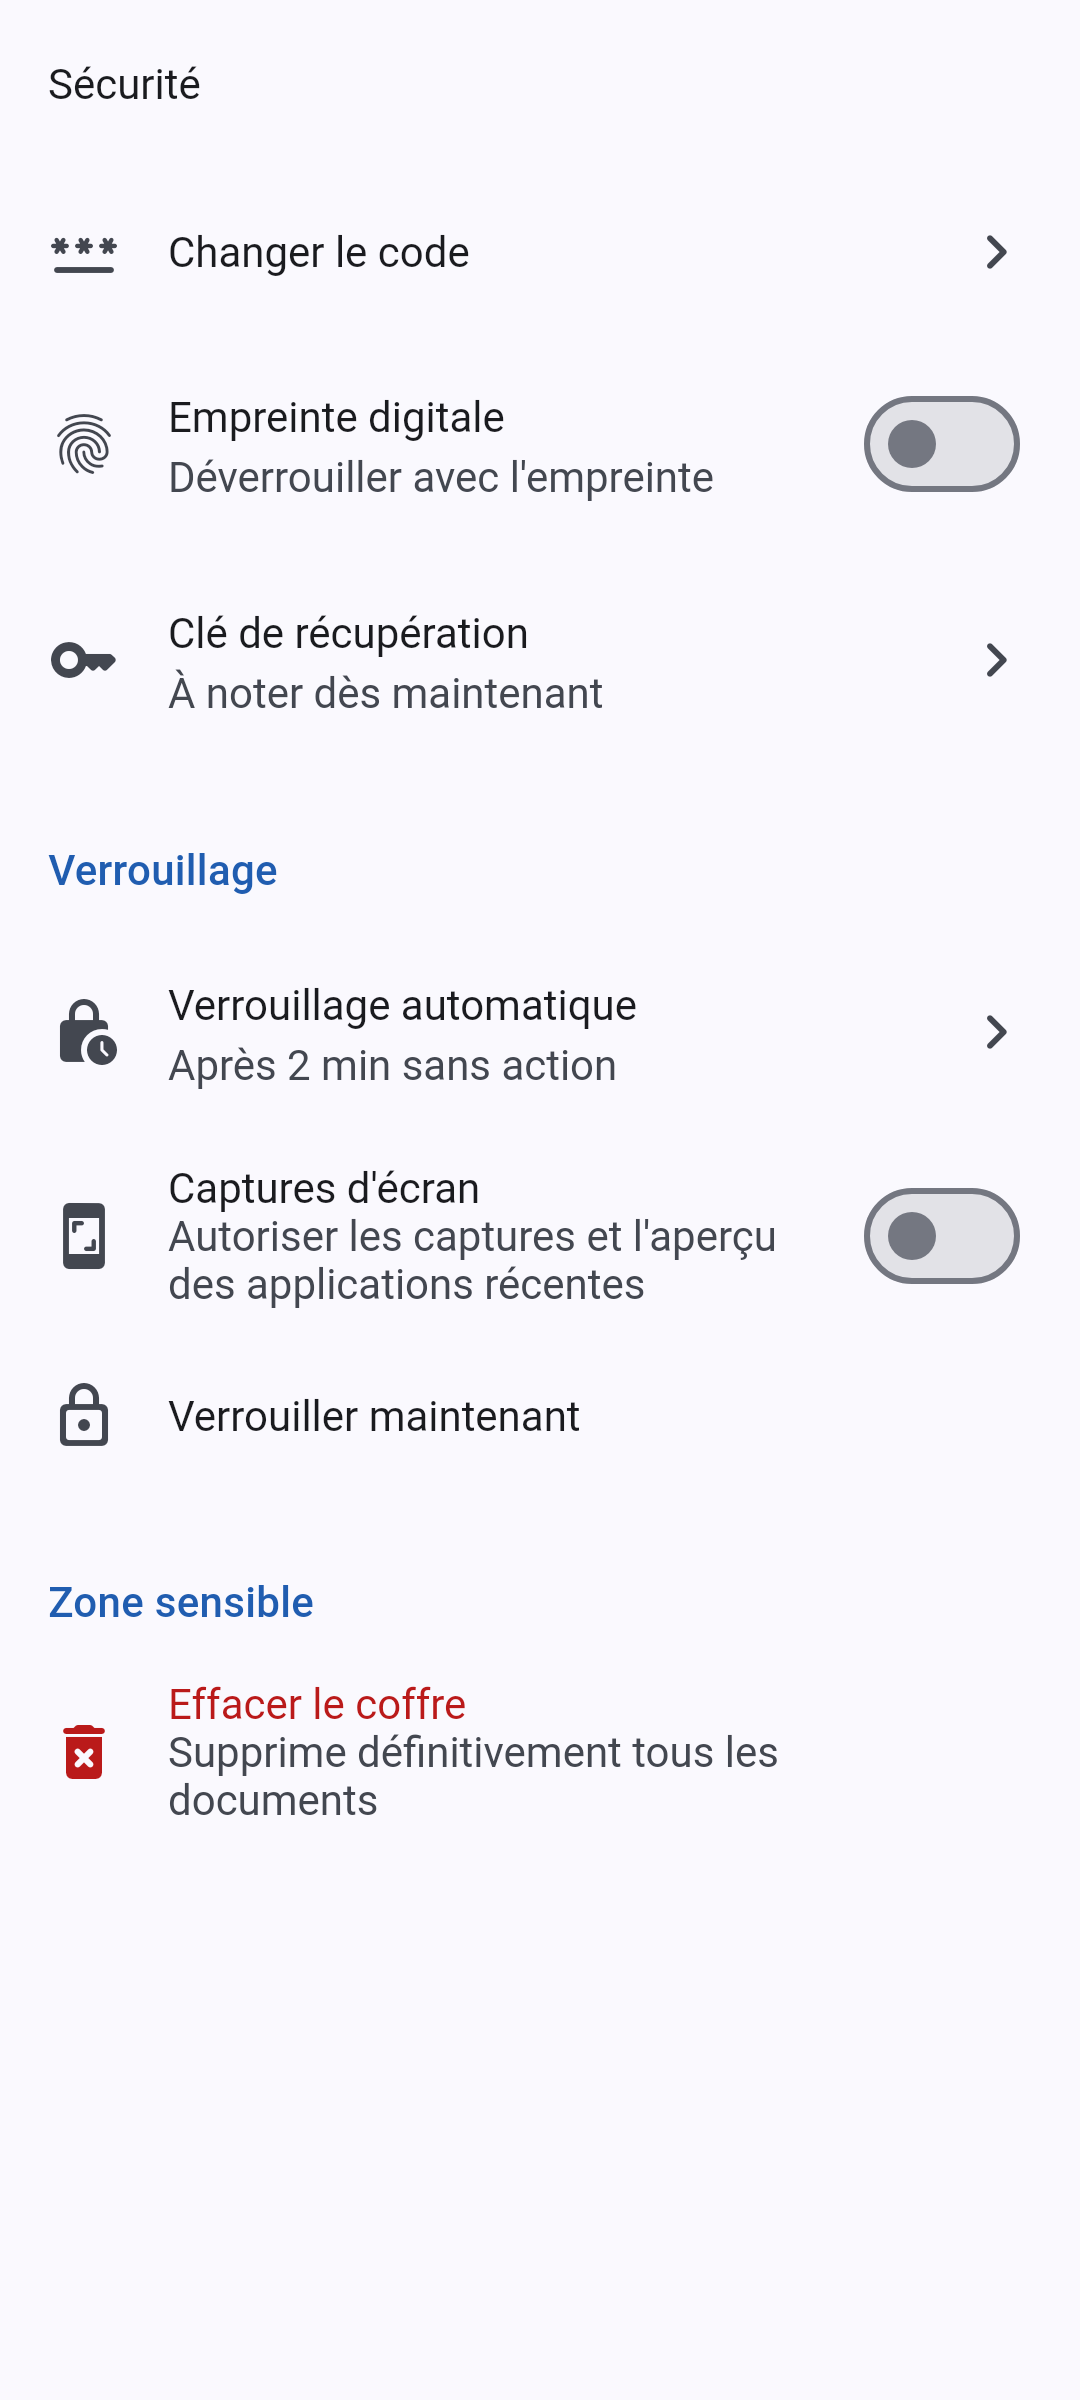 Sécurité
Changer le code
Empreinte digitale
Déverrouiller avec l'empreinte
Clé de récupération
À noter dès maintenant
Verrouillage
Verrouillage automatique
Après 2 min sans action
Captures d'écran
Autoriser les captures et l'aperçu
des applications récentes
Verrouiller maintenant
Zone sensible
Effacer le coffre
Supprime définitivement tous les
documents